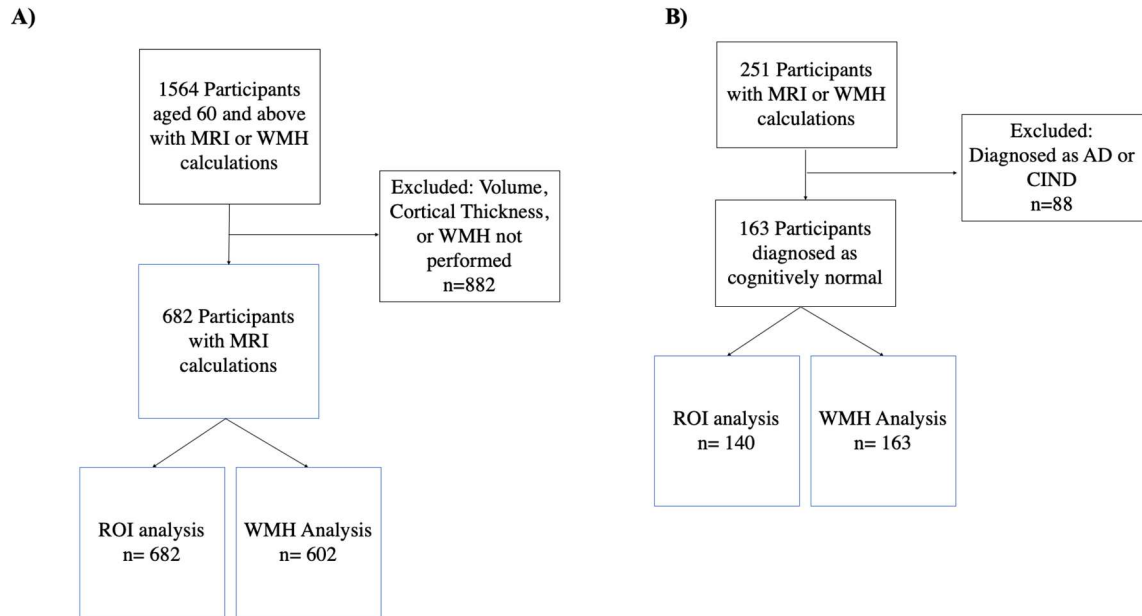 A)
1564 Participants
aged 60 and above
with MRI or WMH
calculations
Excluded: Volume,
Cortical Thickness,
or WMH not
performed
n=882
682 Participants
with MRI
calculations
ROI analysis
n= 682
WMH Analysis
n= 602
B)
251 Participants
with MRI or WMH
calculations
Excluded:
Diagnosed as AD or
CIND
n=88
163 Participants
diagnosed as
cognitively normal
ROI analysis
n= 140
WMH Analysis
n= 163